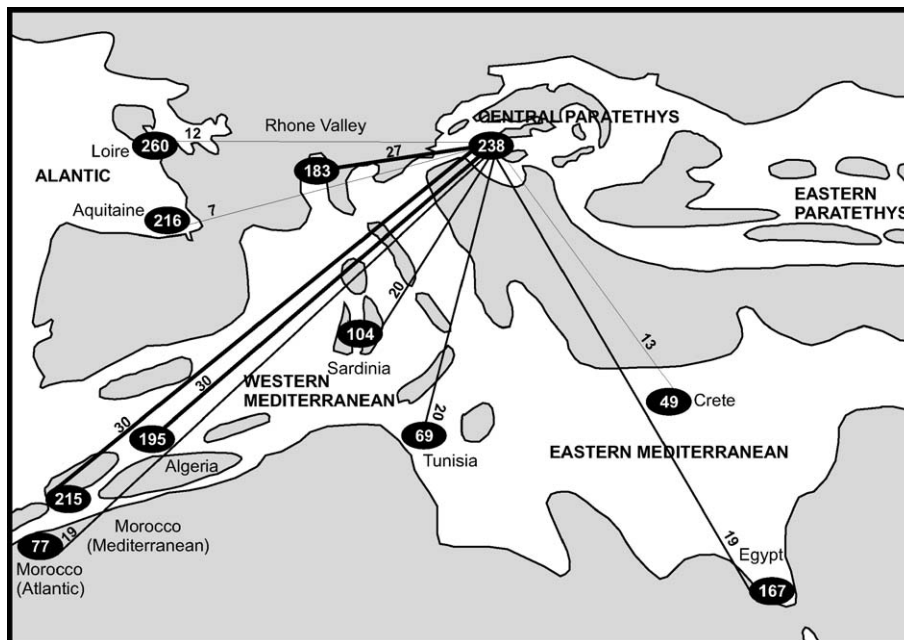 CENTRAL PARATETHYS
Rhone Valley
12
260
Loire
238
27
183
ALANTIC
EASTERN
PARATETHYS
Aquitaine
216
7
20
104
Sardinia
13
WESTERN
MEDITERRANEAN
30
30
49
Crete
20
195
69
Algeria
Tunisia
EASTERN MEDITERRANEAN
215
19
77
Morocco
(Mediterranean)
Morocco
(Atlantic)
19
Egypt
167